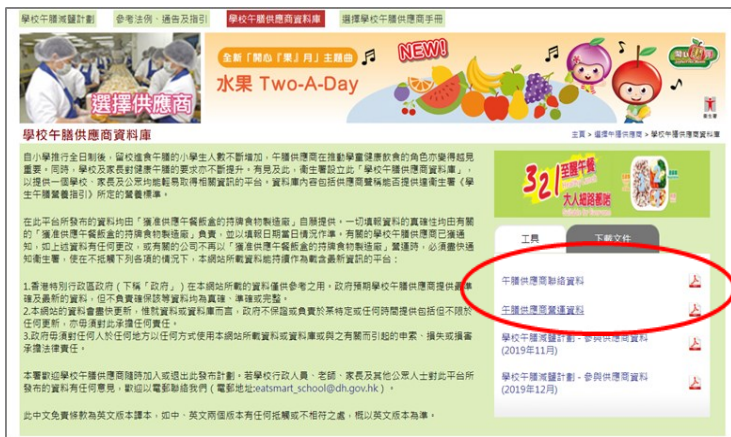 學校午膳減鹽計劃
參考法例、通告及指引
學校午膳供應商資料庫
選擇學校午膳供應商手冊
選擇供應商
全新「開心『果』月」主題曲
NEW!
水果 Two-A-Day
衞生署
學校午膳供應商資料庫
主頁 > 選擇午膳供應商 > 學校午膳供應商資料庫
自小學推行全日制後，留校進食午膳的小學生人數不斷增加，午膳供應商在推動學童健康飲食的角色亦變得越見
重要。同時，學校及家長對健康午膳的要求亦不斷提升。有見及此，衞生署設立此「學校午膳供應商資料庫」，
以提供一個學校、家長及公眾均能輕易取得相關資訊的平台。資料庫內容包括供應商聲稱能否提供達衞生署《學
生午膳營養指引》所定的營養標準。
在此平台所發布的資料均由「獲准供應午餐飯盒的持牌食物製造廠」自願提供。一切填報資料的真確性均由有關
的「獲准供應午餐飯盒的持牌食物製造廠」負責，並以填報日期當日情況作準。有關的學校午膳供應商已獲通
知，如上述資料有任何更改，或有關的公司不再以「獲准供應午餐飯盒的持牌食物製造廠」營運時，必須盡快通
知衞生署，使在不抵觸下列各項的情況下，本網站所載資料能持續作為載含最新資訊的平台：
1.香港特別行政區政府（下稱「政府」）在本網站所載的資料僅供參考之用。政府預期學校午膳供應商提供最準
確及最新的資料，但不負責確保該等資料均為真確、準確或完整。
2.本網站的資料會盡快更新，惟就資料或資料庫而言，政府不保證或負責於某特定或任何時間提供包括但不限於
任何更新，亦毋須對此承擔任何責任。
3.政府毋須對任何人於任何地方以任何方式使用本網站所載資料或資料庫或與之有關而引起的申索、損失或損害
承擔法律責任。
本署歡迎學校午膳供應商隨時加入或退出此發布計劃。若學校行政人員、老師、家長及其他公眾人士對此平台所
發布的資料有任何意見，歡迎以電郵聯絡我們（電郵地址:eatsmart_school@dh.gov.hk）。
此中文免責條款為英文版本譯本，如中、英文兩個版本有任何抵觸或不相符之處，概以英文版本為準。
321
至醒午餐
大人細路都啱
工具
下載文件
午膳供應商聯絡資料
午膳供應商營運資料
學校午膳減鹽計劃 - 參與供應商資料
(2019年11月)
學校午膳減鹽計劃 - 參與供應商資料
(2019年12月)